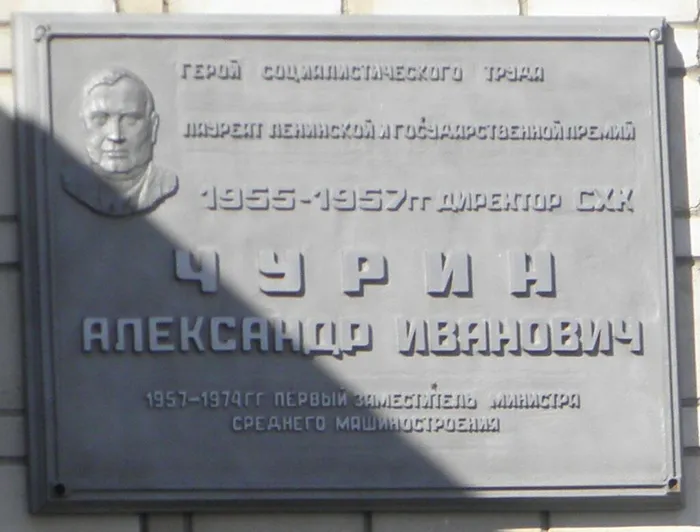 ГЕРОЙ СОЦИАЛИСТИЧЕСКОГО ТРУДА
ЛАУРЕАТ ЛЕНИНСКОЙ И ГОСУДАРСТВЕННОЙ ПРЕМИЙ
1955-1957гг ДИРЕКТОР СХК
ЧУРИН
АЛЕКСАНДР ИВАНОВИЧ
1957-1974гг ПЕРВЫЙ ЗАМЕСТИТЕЛЬ МИНИСТРА
СРЕДНЕГО МАШИНОСТРОЕНИЯ